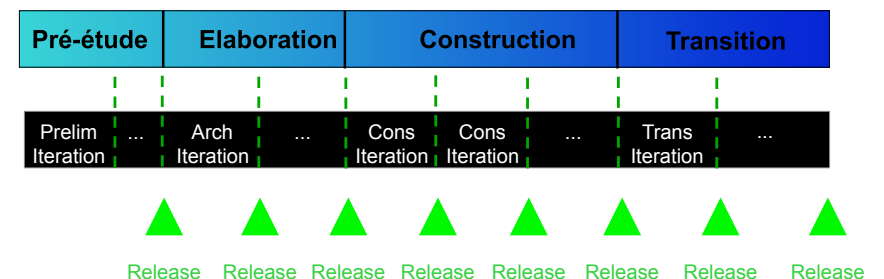 Pré-étude Elaboration Construction Transition
Prelim ... Arch ... Cons Cons ... Trans ...
Iteration Iteration Iteration Iteration Iteration
Release Release Release Release Release Release Release Release